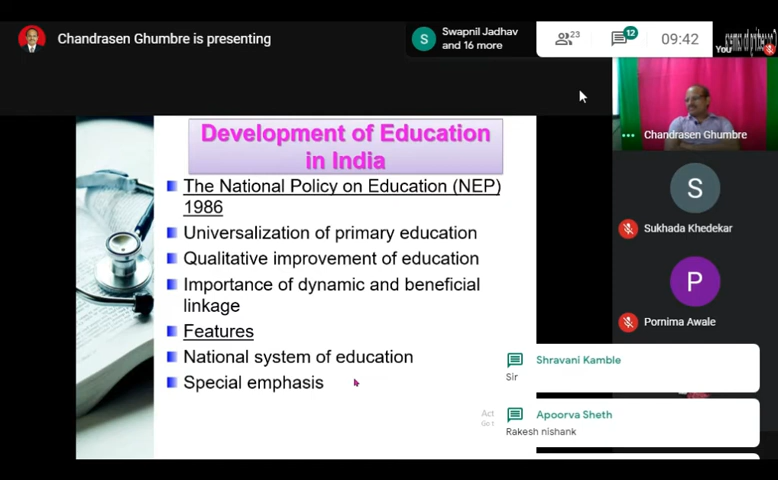 Chandrasen Ghumbre is presenting
S
Swapnil Jadhav
and 16 more
23
12
09:42
You
Development of Education
in India
The National Policy on Education (NEP)
1986
Universalization of primary education
Qualitative improvement of education
Importance of dynamic and beneficial
linkage
Features
National system of education
Special emphasis
Chandrasen Ghumbre
S
Sukhada Khedekar
P
Pornima Awale
Shravani Kamble
Sir
Act
Go t
Apoorva Sheth
Rakesh nishank